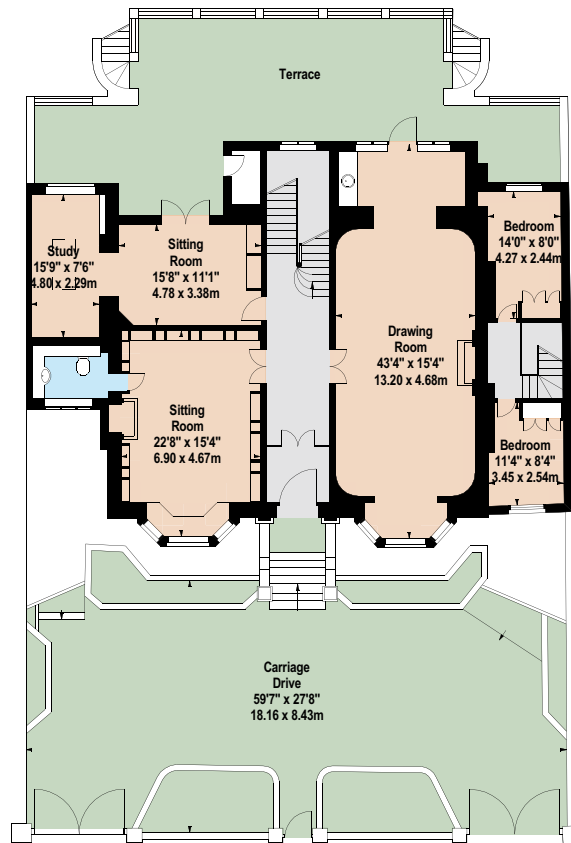 Terrace
Study
15'9" x 7'6"
4.80 x 2.29m
Sitting
Room
15'8" x 11'1"
4.78 x 3.38m
Bedroom
14'0" x 8'0"
4.27 x 2.44m
Drawing
Room
43'4" x 15'4"
13.20 x 4.68m
Sitting
Room
22'8" x 15'4"
6.90 x 4.67m
Bedroom
11'4" x 8'4"
3.45 x 2.54m
Carriage
Drive
59'7" x 27'8"
18.16 x 8.43m